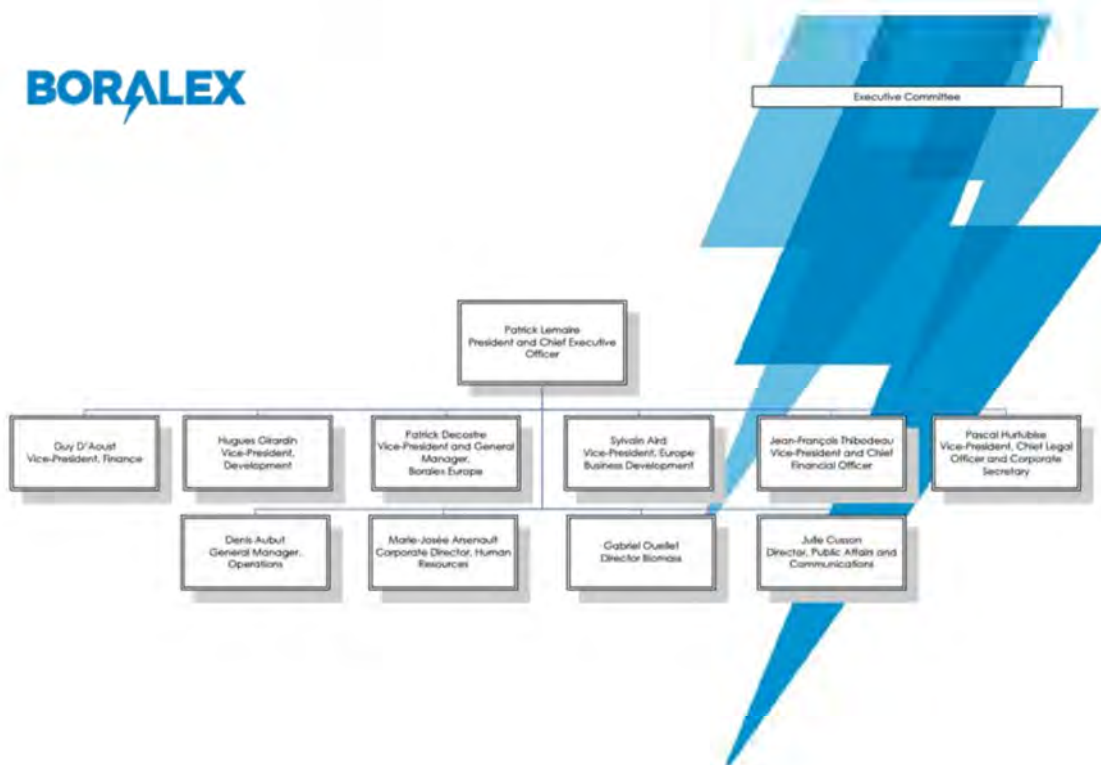 BORALEX
Executive Committee
Patrick Lemaire
President and Chief Executive
Officer
Guy D'Aoust
Vice-President, Finance
Hugues Girardin
Vice-President,
Development
Patrick Decostre
Vice-President and General
Manager,
Boralex Europe
Sylvain Aird
Vice-President, Europe
Business Development
Jean-François Thibodeau
Vice-President and Chief
Financial Officer
Pascal Hurtubise
Vice-President, Chief Legal
Officer and Corporate
Secretary
Denis Aubut
General Manager,
Operations
Marie-Josée Arsenault
Corporate Director, Human
Resources
Gabriel Ouellet
Director Biomass
Julie Cusson
Director, Public Affairs and
Communications